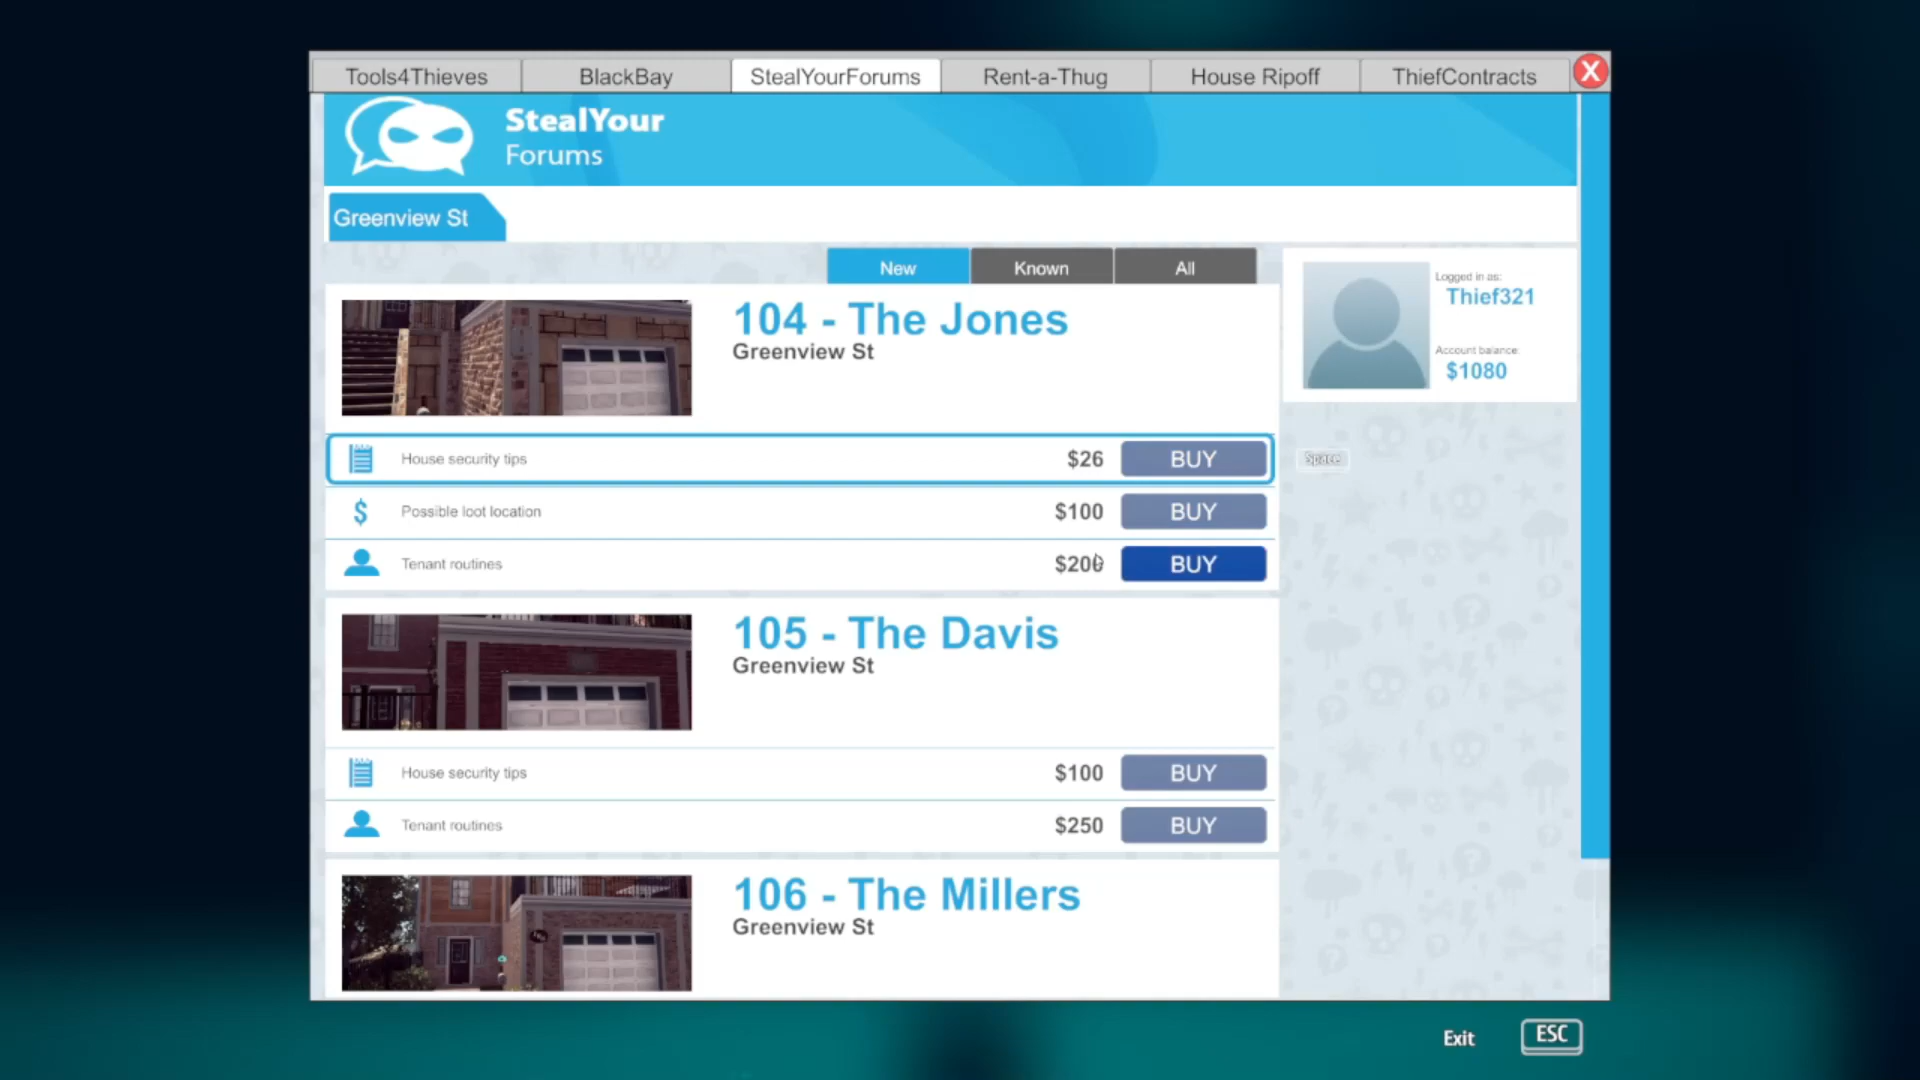 Tools4Thieves
BlackBay
StealYourForums
Rent-a-Thug
House Ripoff
ThiefContracts
X
StealYour
Forums
Greenview St
New
Known
All
Logged in as:
Thief321
Account balance:
$1080
104 - The Jones
Greenview St
House security tips
$26
BUY
Space
Possible loot location
$100
BUY
Tenant routines
$200
BUY
105 - The Davis
Greenview St
House security tips
$100
BUY
Tenant routines
$250
BUY
106 - The Millers
Greenview St
Exit
ESC